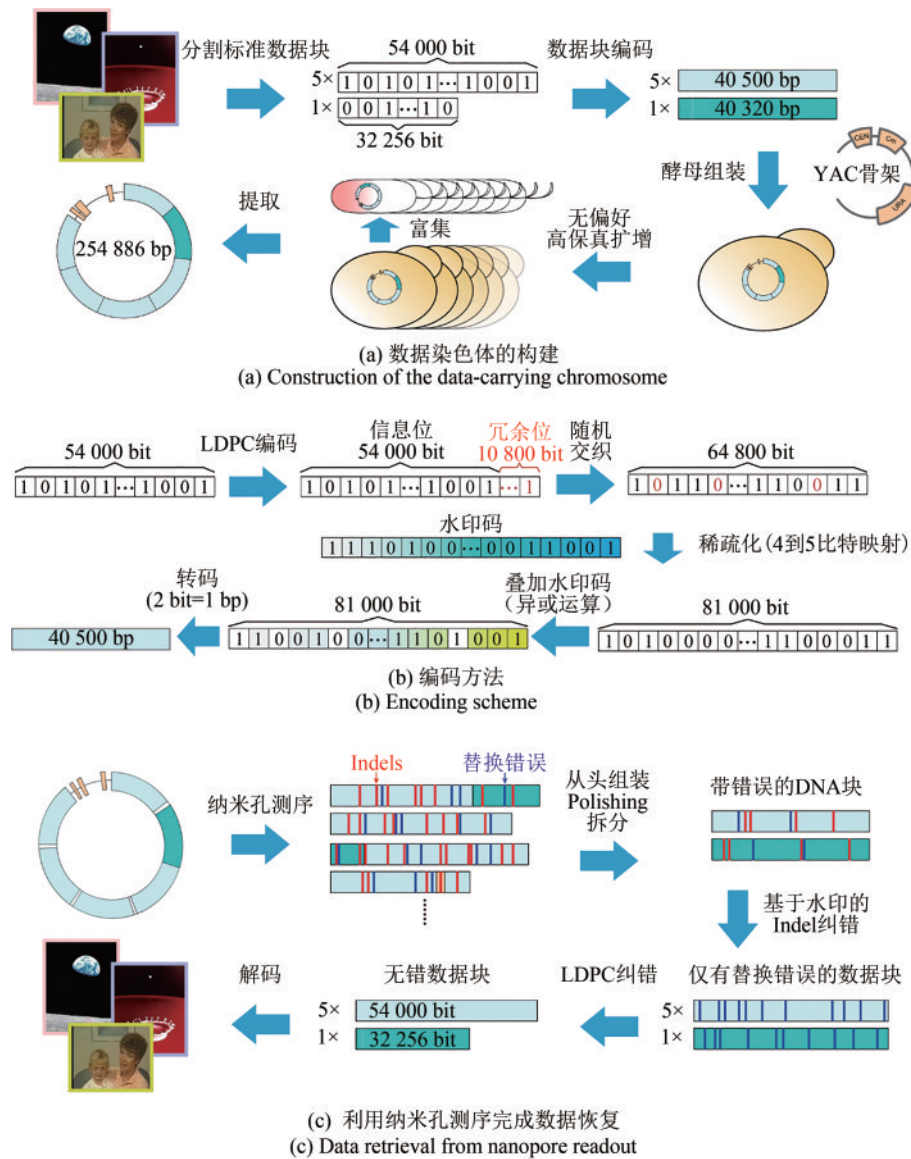 分割标准数据块
54 000 bit
数据块编码
5× 1 0 1 0 1 ⋯ 1 0 0 1
1× 0 0 1 ⋯ 1 0
32 256 bit
5× 40 500 bp
1× 40 320 bp
酵母组装
CEN
Cm
URA
YAC骨架
无偏好
高保真扩增
富集
提取
254 886 bp
(a) 数据染色体的构建
(a) Construction of the data-carrying chromosome
54 000 bit
1 0 1 0 1 ⋯ 1 0 0 1
LDPC编码
信息位
54 000 bit
冗余位
10 800 bit
1 0 1 0 1 ⋯ 1 0 0 1 ⋯ 1
随机
交织
64 800 bit
1 0 1 1 0 ⋯ 1 1 0 0 1 1
水印码
1 1 1 0 1 0 0 ⋯ 0 0 1 1 0 0 1
稀疏化 (4到5比特映射)
81 000 bit
1 0 1 0 0 0 0 ⋯ 1 1 0 0 0 1 1
叠加水印码
(异或运算)
81 000 bit
1 1 0 0 1 0 0 ⋯ 1 1 0 1 0 0 1
转码
(2 bit=1 bp)
40 500 bp
(b) 编码方法
(b) Encoding scheme
纳米孔测序
Indels
替换错误
从头组装
Polishing
拆分
带错误的DNA块
基于水印的
Indel纠错
仅有替换错误的数据块
5×
1×
LDPC纠错
无错数据块
5× 54 000 bit
1× 32 256 bit
解码
(c) 利用纳米孔测序完成数据恢复
(c) Data retrieval from nanopore readout